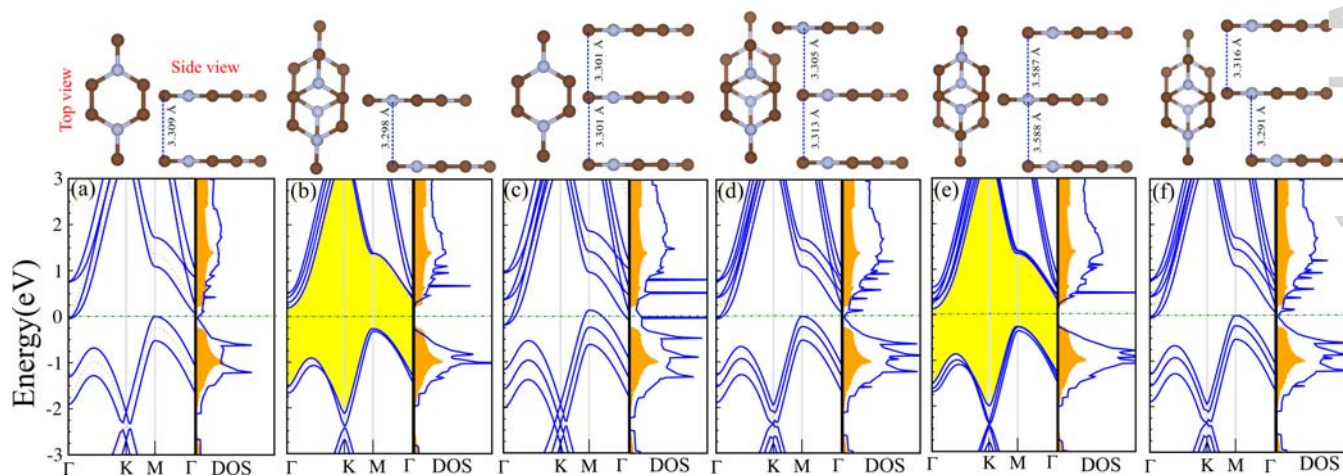 Top view
Side view
3.309 Å
3.298 Å
3.301 Å
3.301 Å
3.305 Å
3.313 Å
3.587 Å
3.588 Å
3.316 Å
3.291 Å
(a)
(b)
(c)
(d)
(e)
(f)
Energy(eV)
3
2
1
0
-1
-2
-3
Γ K M Γ DOS
Γ K M Γ DOS
Γ K M Γ DOS
Γ K M Γ DOS
Γ K M Γ DOS
Γ K M Γ DOS